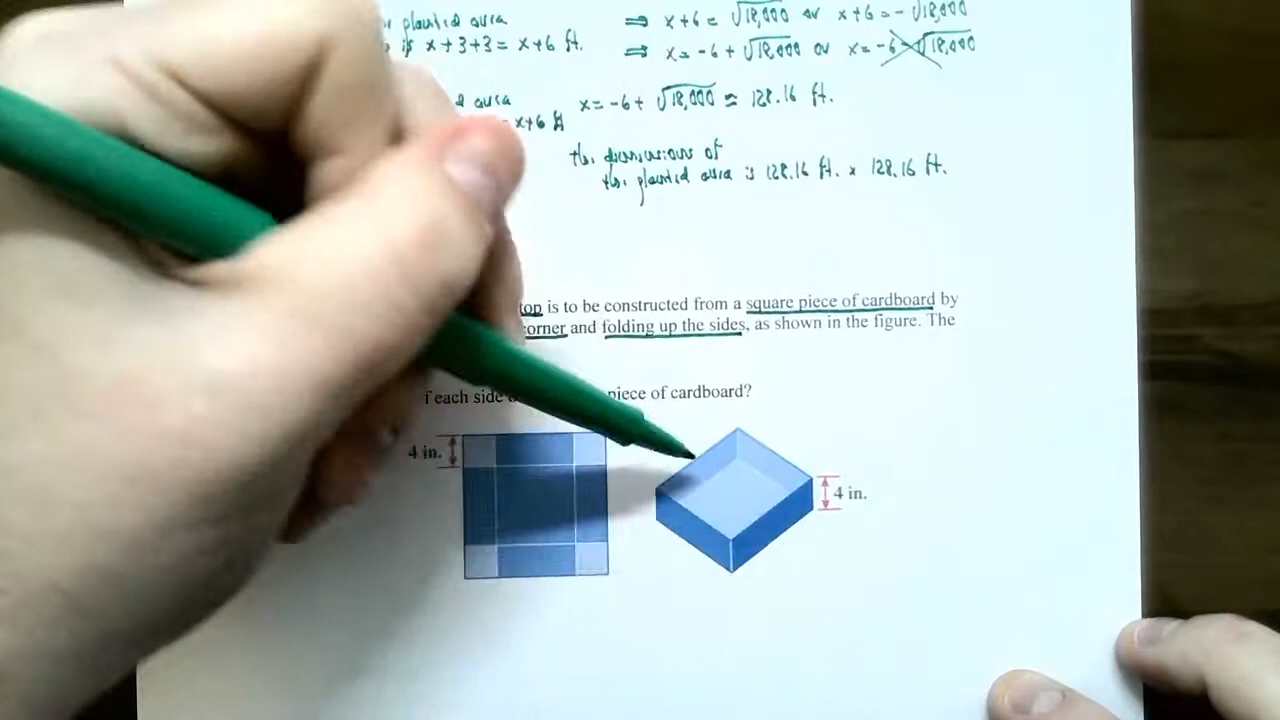 planted area
is x+3+3 = x+6 ft.
⇒ x+6 = √18,000 or x+6 = -√18,000
⇒ x = -6 + √18,000 or x = -6 - √18,000
area
x+6 ft
x = -6 + √18,000 ≈ 128.16 ft.
the dimensions of
the planted area is 128.16 ft. x 128.16 ft.
top is to be constructed from a square piece of cardboard by
corner and folding up the sides, as shown in the figure. The
f each side piece of cardboard?
4 in.
4 in.